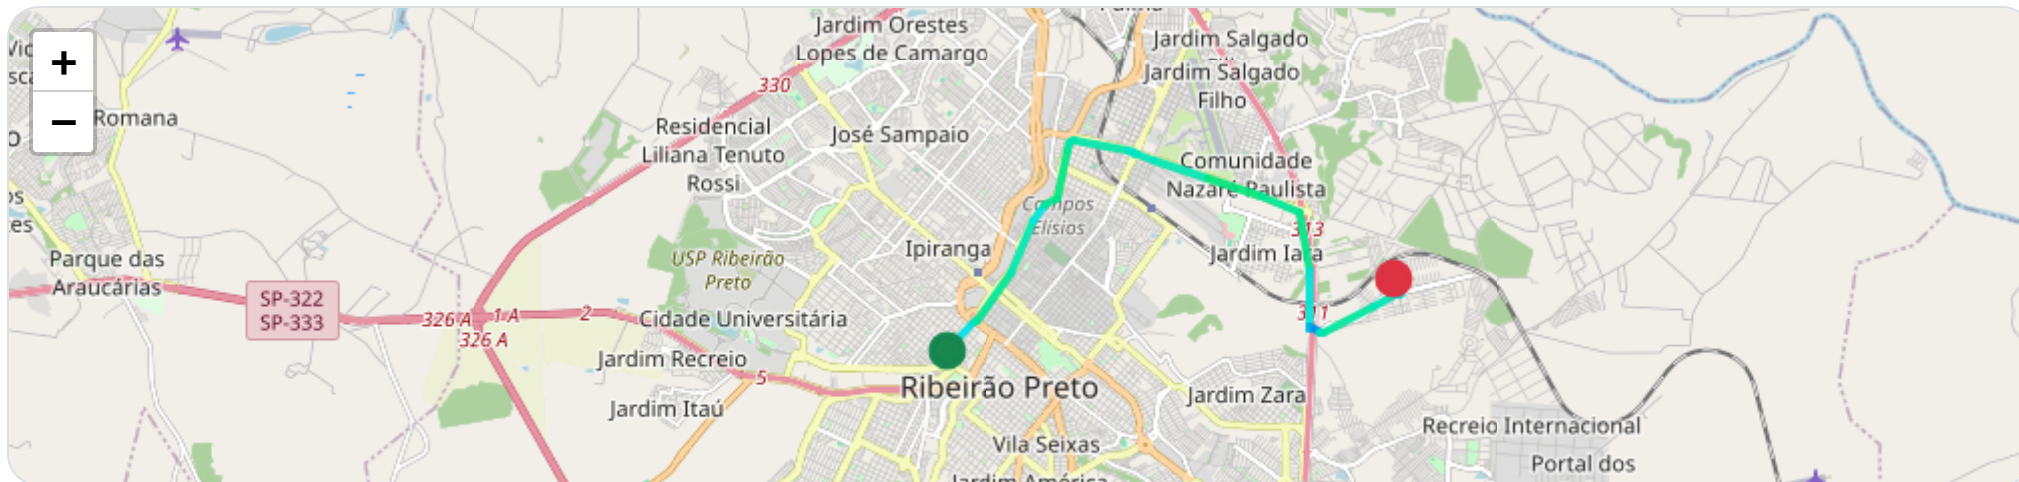 +
−
Romana
Parque das
Araucárias
SP-322
SP-333
326 A
1 A
326 A
2
5
330
Jardim Orestes
Lopes de Camargo
Residencial
Liliana Tenuto
Rossi
José Sampaio
USP Ribeirão
Preto
Ipiranga
Cidade Universitária
Jardim Recreio
Jardim Itaú
Ribeirão Preto
Vila Seixas
Jardim América
Campos
Elísios
Jardim Salgado
Jardim Salgado
Filho
Comunidade
Nazaré Paulista
313
Jardim Iara
311
Jardim Zara
Recreio Internacional
Portal dos